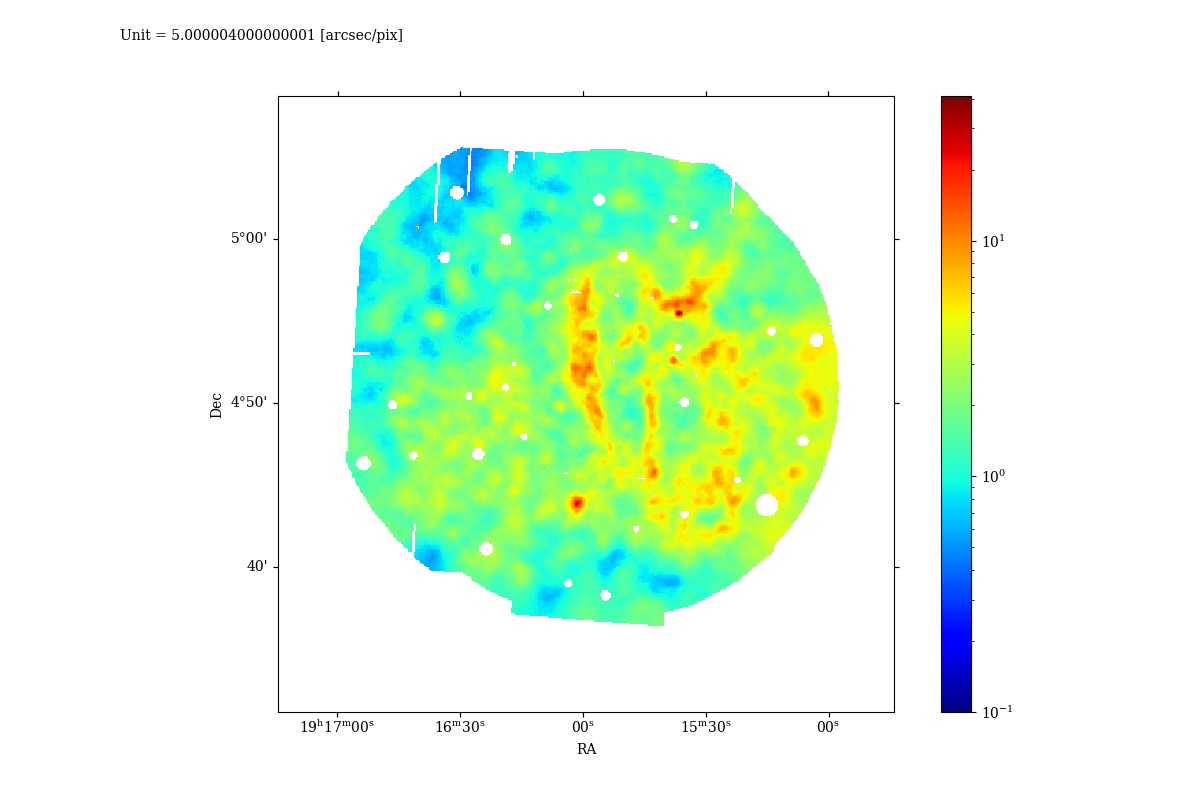 Unit = 5.000004000000001 [arcsec/pix]
10¹
5°00'
10⁰
4°50'
Dec
40'
10⁻¹
19ʰ17ᵐ00ˢ 16ᵐ30ˢ 00ˢ 15ᵐ30ˢ 00ˢ
RA